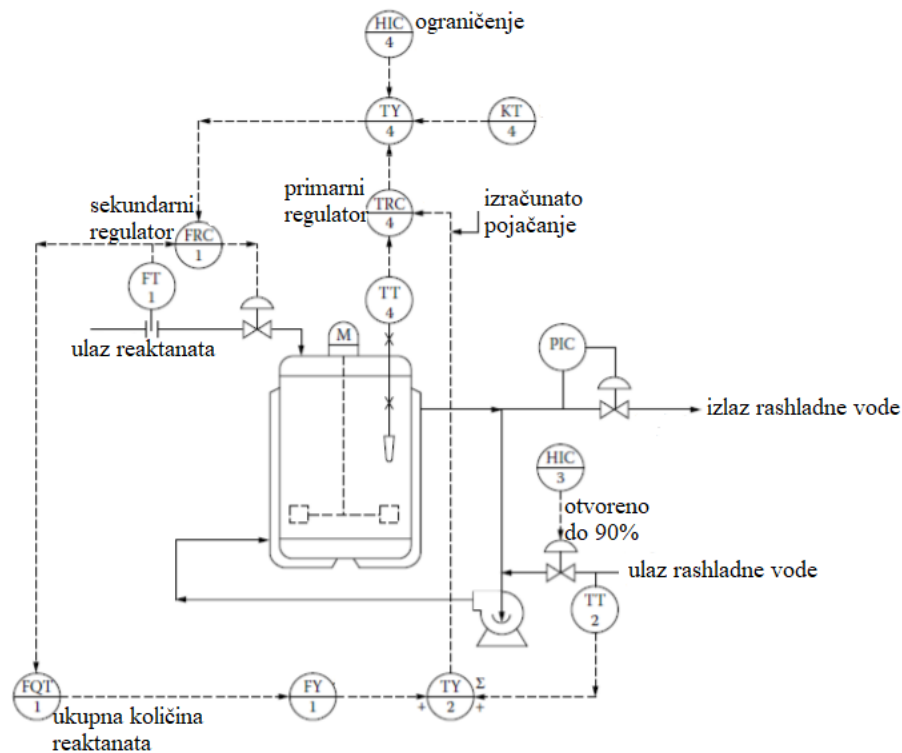 HIC
4
ograničenje
TY
4
KT
4
primarni
regulator
TRC
4
izračunato
pojačanje
sekundarni
regulator
FRC
1
FT
1
TT
4
ulaz reaktanata
M
PIC
izlaz rashladne vode
HIC
3
otvoreno
do 90%
ulaz rashladne vode
TT
2
FQT
1
ukupna količina
reaktanata
FY
1
+
TY
2
Σ
+